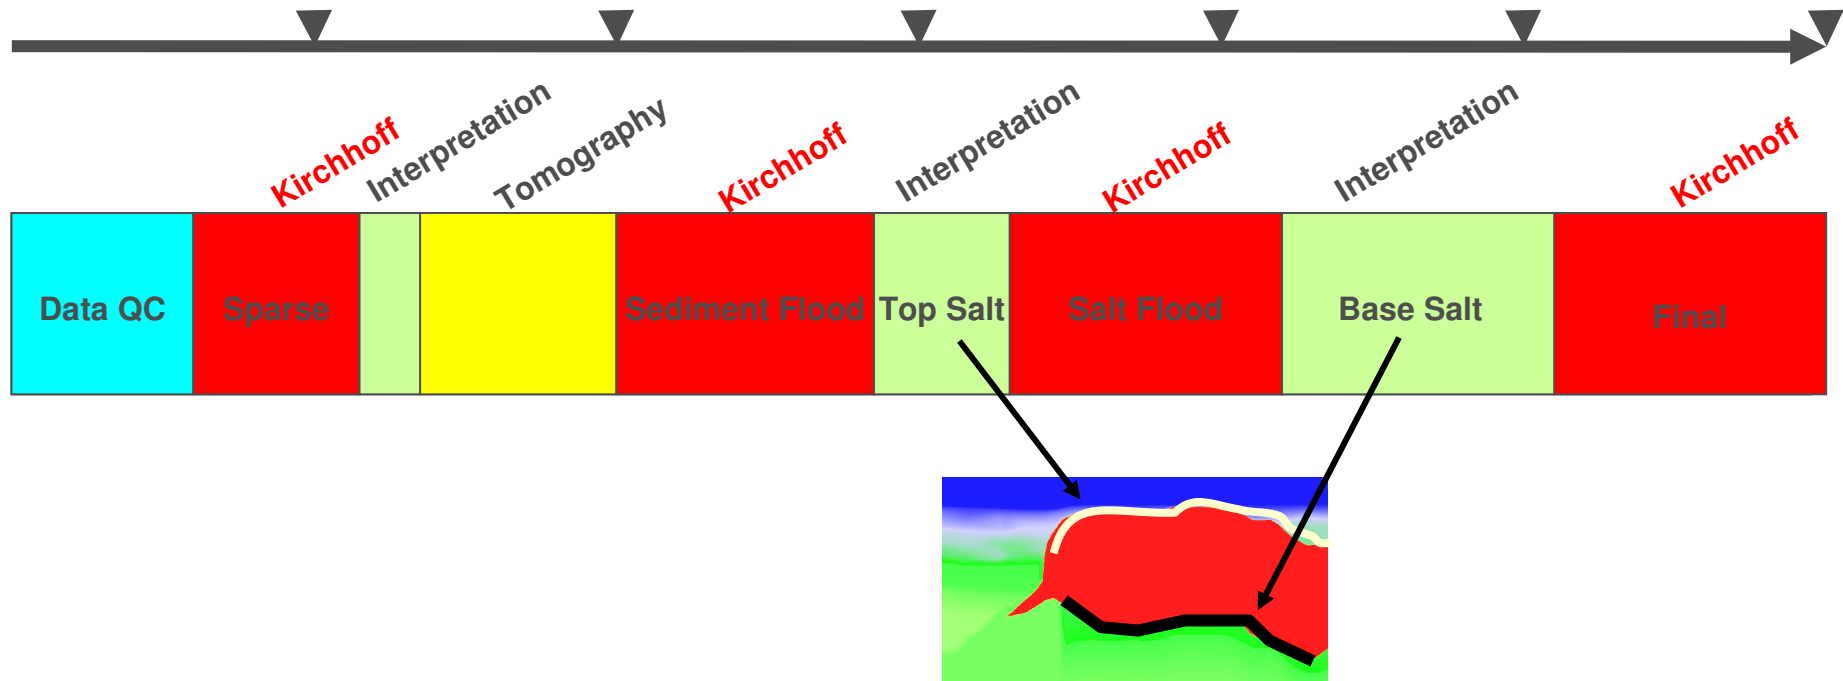 Kirchhoff
Interpretation
Tomography
Kirchhoff
Interpretation
Kirchhoff
Interpretation
Kirchhoff
Data QC
Sparse
Sediment Flood
Top Salt
Salt Flood
Base Salt
Final